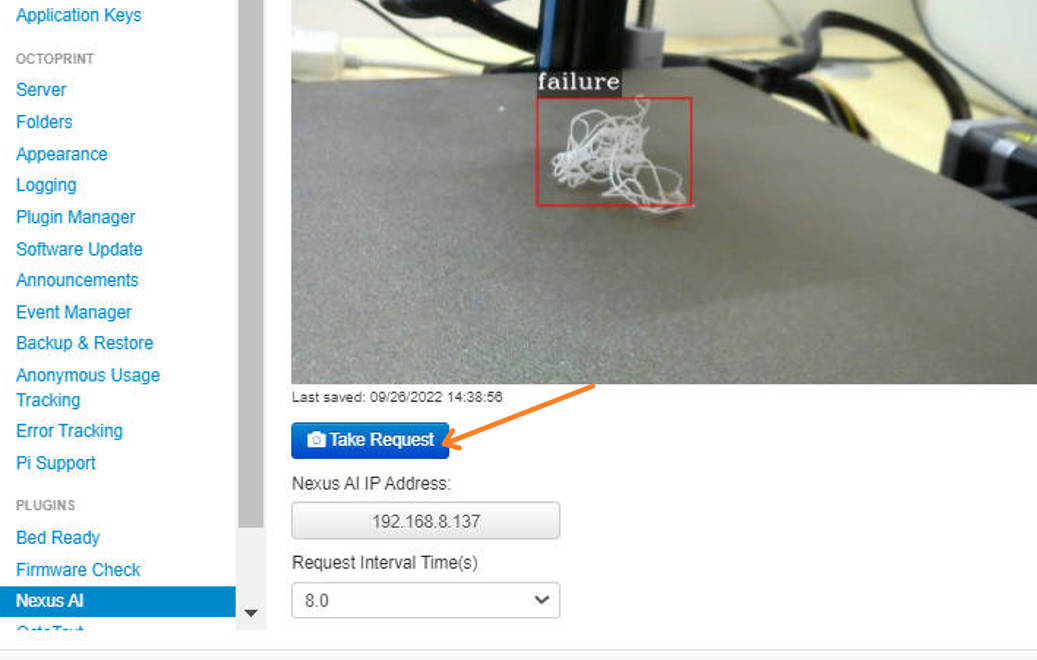 Application Keys
OCTOPRINT
Server
Folders
Appearance
Logging
Plugin Manager
Software Update
Announcements
Event Manager
Backup & Restore
Anonymous Usage
Tracking
Error Tracking
Pi Support
PLUGINS
Bed Ready
Firmware Check
Nexus AI
failure
Last saved: 09/26/2022 14:38:56
Take Request
Nexus AI IP Address:
192.168.8.137
Request Interval Time(s)
8.0